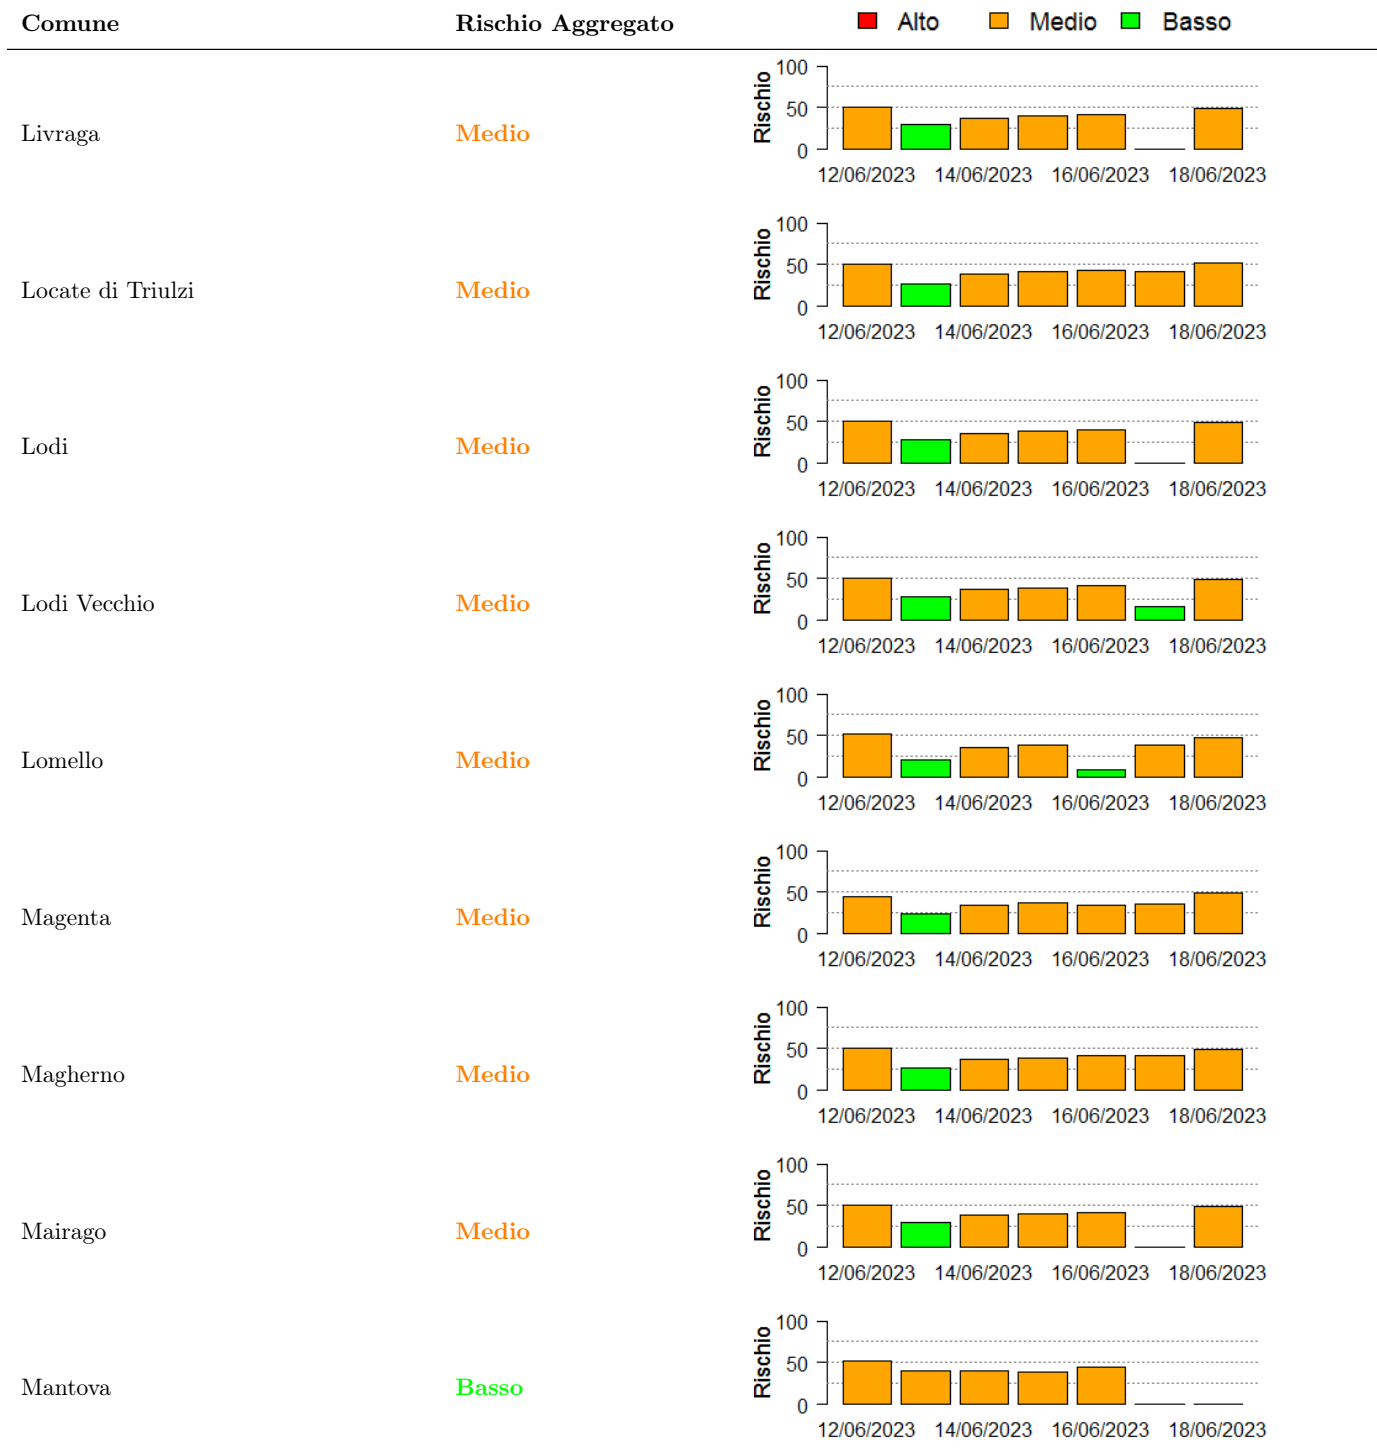 Comune Rischio Aggregato Alto Medio Basso
Livraga Medio
Rischio
100
50
0
12/06/2023 14/06/2023 16/06/2023 18/06/2023
Locate di Triulzi Medio
Rischio
100
50
0
12/06/2023 14/06/2023 16/06/2023 18/06/2023
Lodi Medio
Rischio
100
50
0
12/06/2023 14/06/2023 16/06/2023 18/06/2023
Lodi Vecchio Medio
Rischio
100
50
0
12/06/2023 14/06/2023 16/06/2023 18/06/2023
Lomello Medio
Rischio
100
50
0
12/06/2023 14/06/2023 16/06/2023 18/06/2023
Magenta Medio
Rischio
100
50
0
12/06/2023 14/06/2023 16/06/2023 18/06/2023
Magherno Medio
Rischio
100
50
0
12/06/2023 14/06/2023 16/06/2023 18/06/2023
Mairago Medio
Rischio
100
50
0
12/06/2023 14/06/2023 16/06/2023 18/06/2023
Mantova Basso
Rischio
100
50
0
12/06/2023 14/06/2023 16/06/2023 18/06/2023